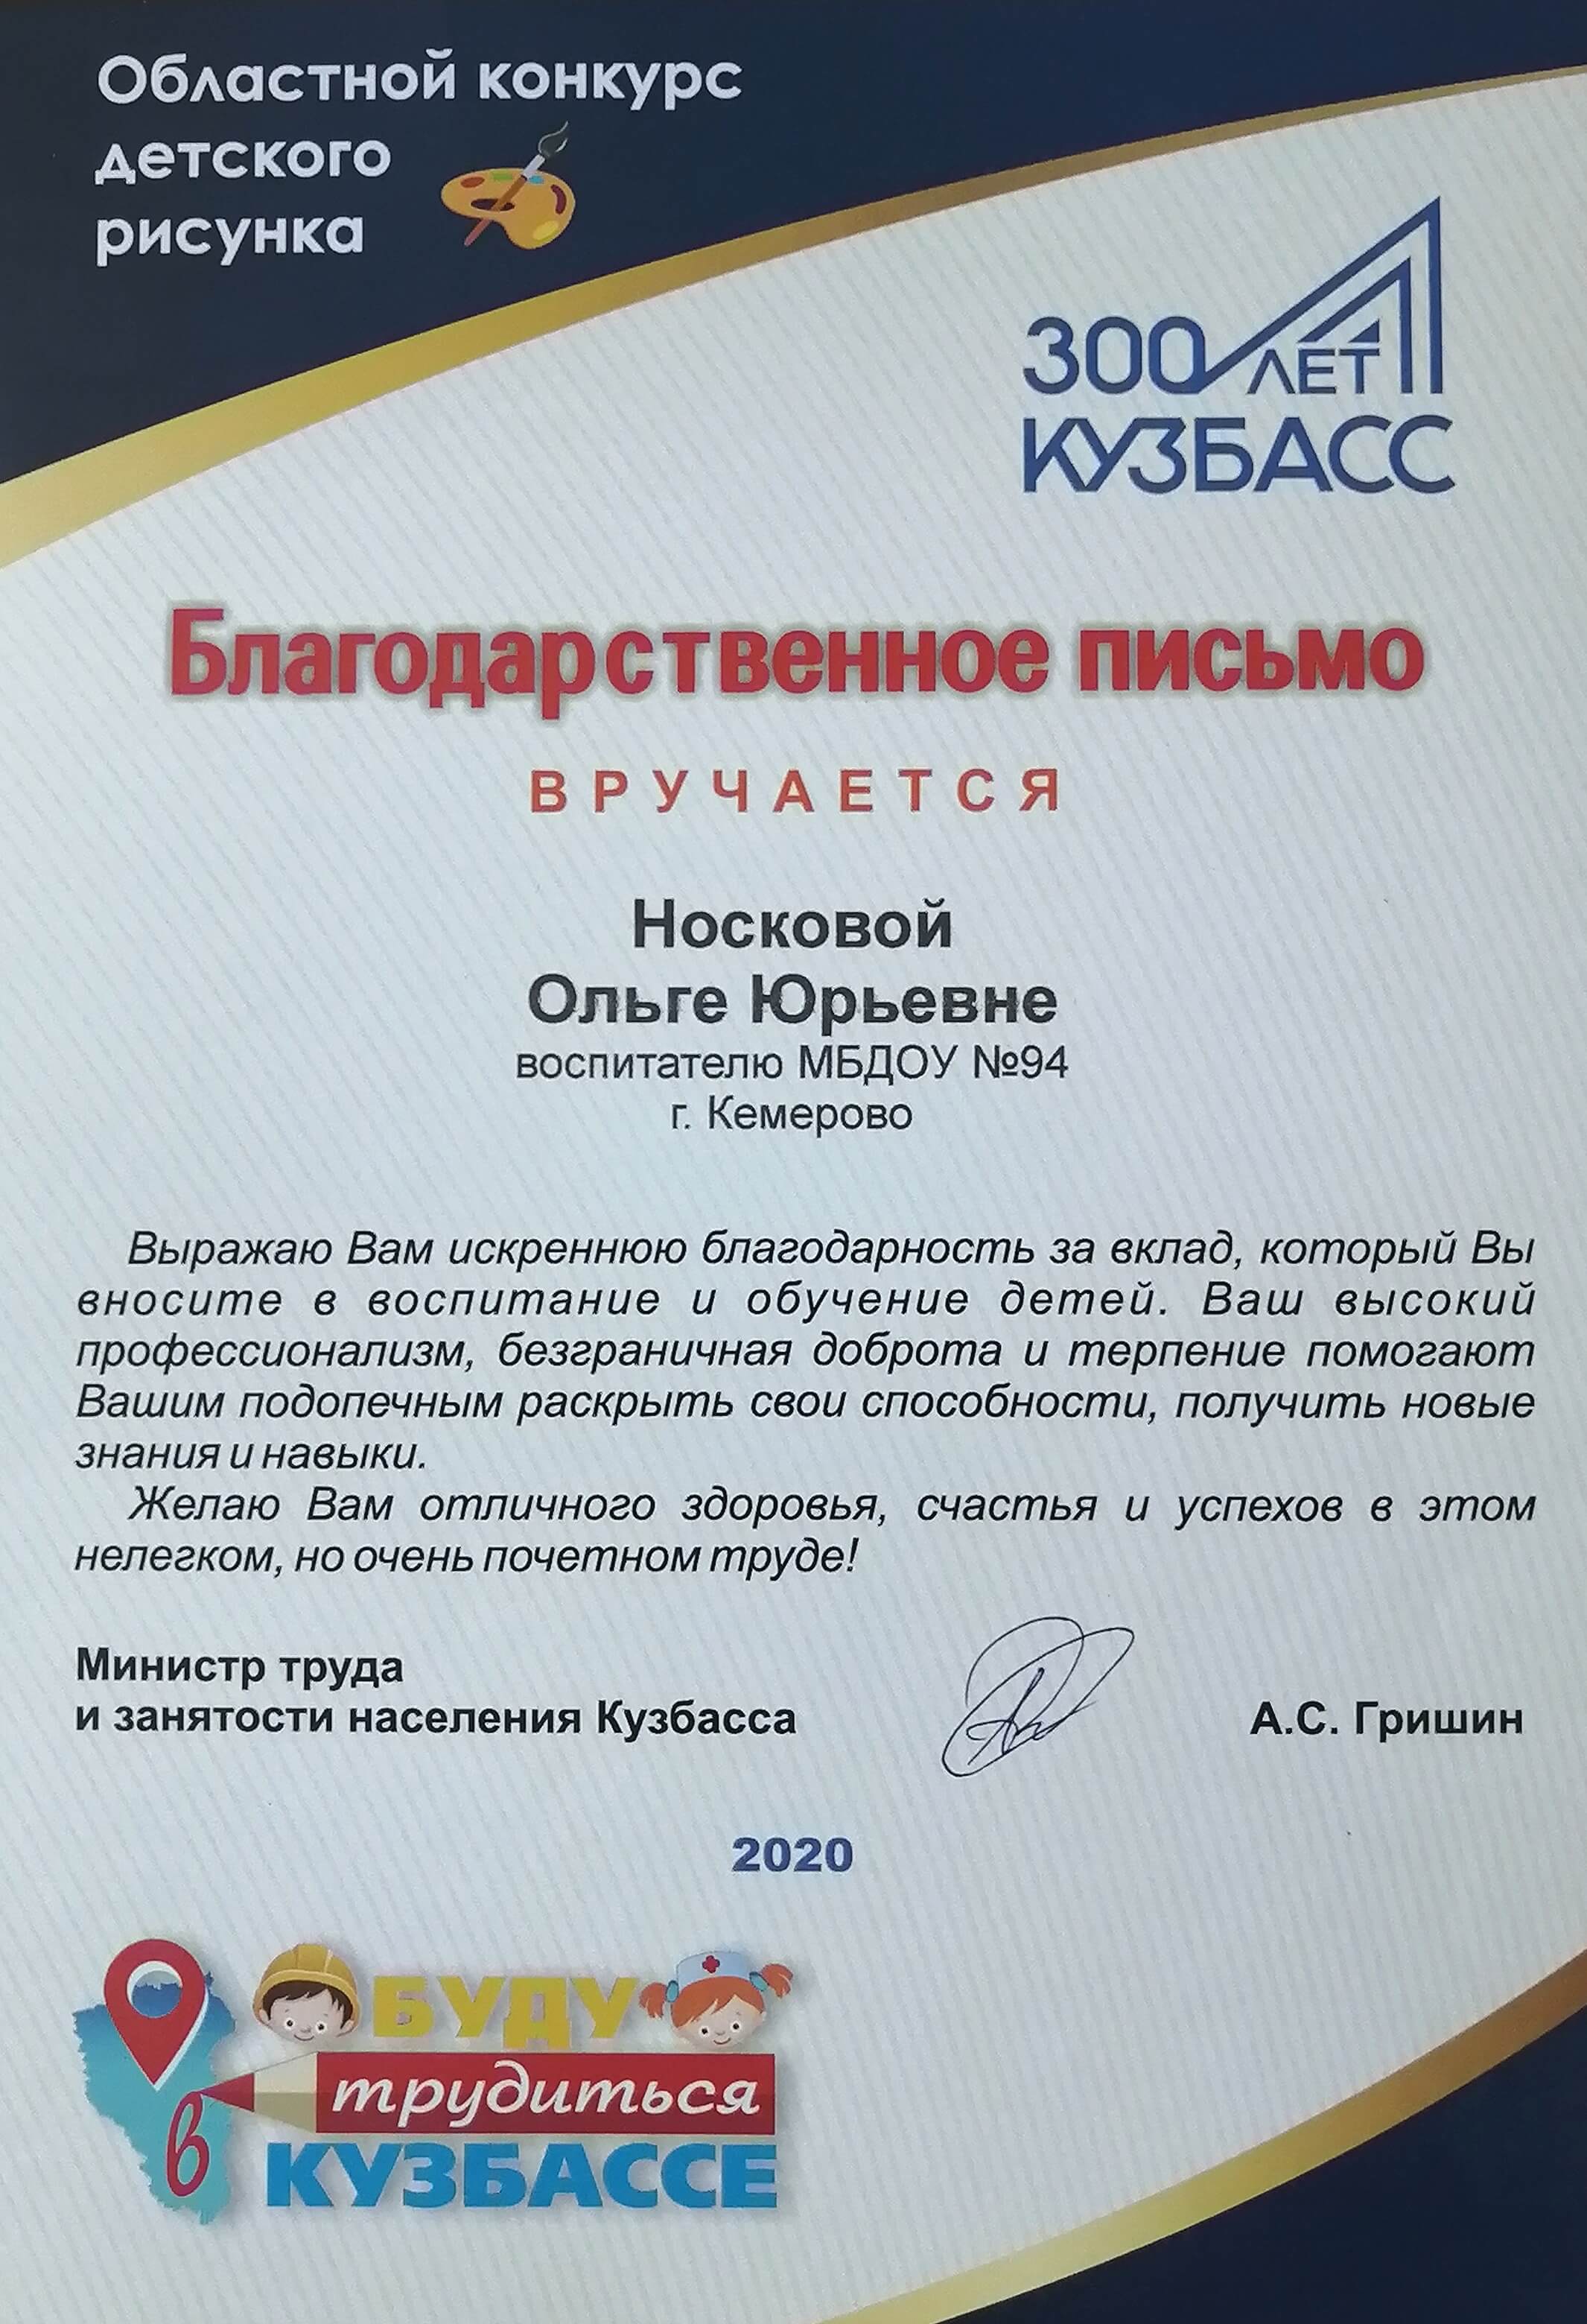 Областной конкурс
детского
рисунка
300 ЛЕТ
КУЗБАСС
Благодарственное письмо
ВРУЧАЕТСЯ
Носковой
Ольге Юрьевне
воспитателю МБДОУ №94
г. Кемерово
Выражаю Вам искреннюю благодарность за вклад, который Вы
вносите в воспитание и обучение детей. Ваш высокий
профессионализм, безграничная доброта и терпение помогают
Вашим подопечным раскрыть свои способности, получить новые
знания и навыки.
Желаю Вам отличного здоровья, счастья и успехов в этом
нелегком, но очень почетном труде!
Министр труда
и занятости населения Кузбасса А.С. Гришин
2020
БУДУ
трудиться
в КУЗБАССЕ